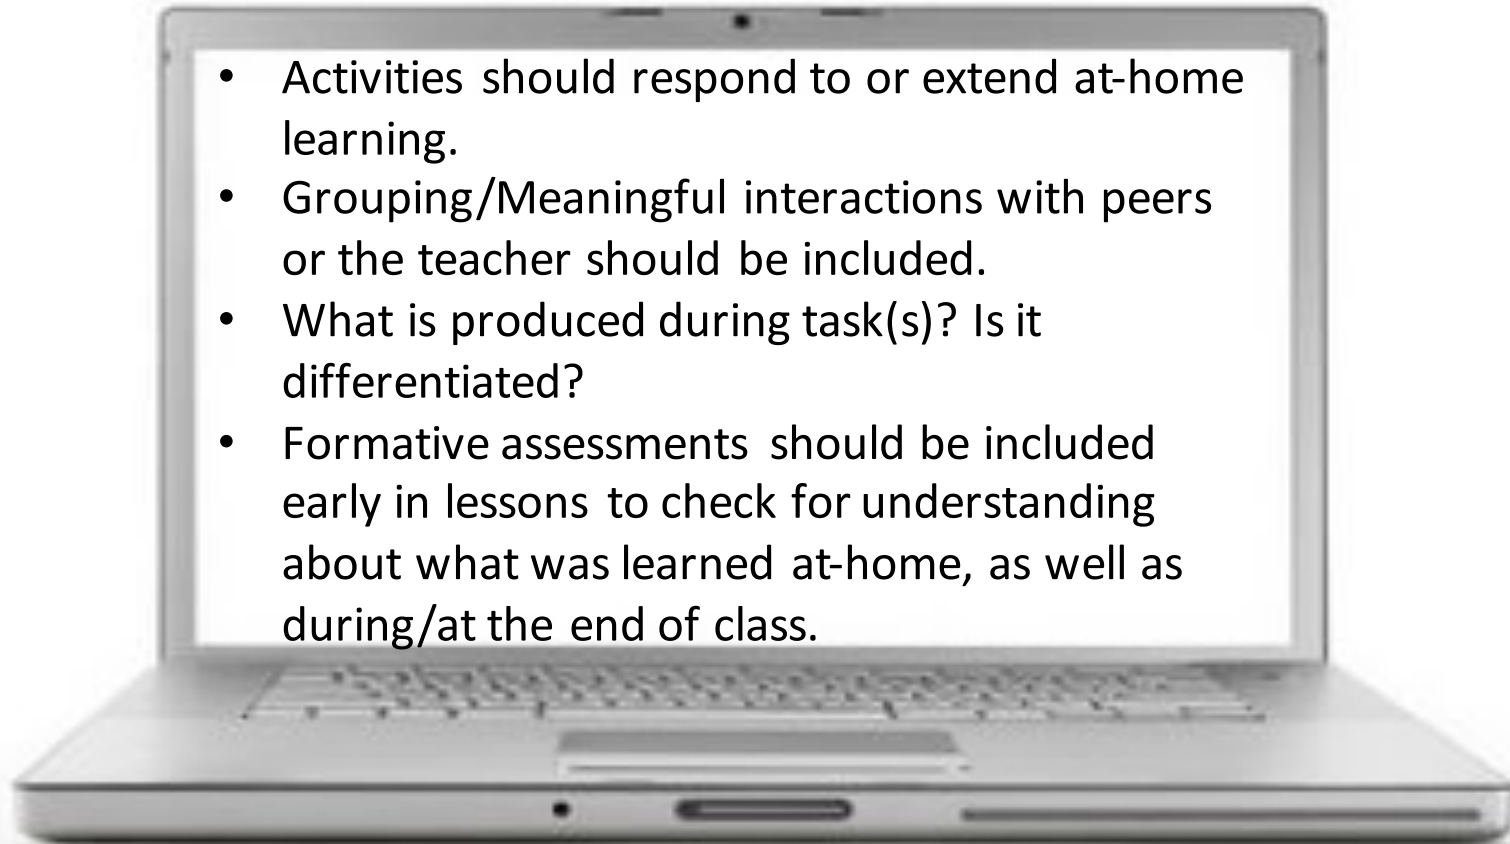 • Activities should respond to or extend at-home
learning.
• Grouping/Meaningful interactions with peers
or the teacher should be included.
• What is produced during task(s)? Is it
differentiated?
• Formative assessments should be included
early in lessons to check for understanding
about what was learned at-home, as well as
during/at the end of class.